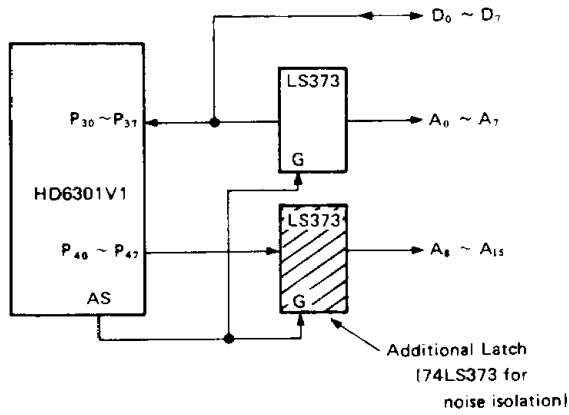 D₀ ~ D₇
LS373
P₃₀ ~ P₃₇
A₀ ~ A₇
G
HD6301V1
LS373
P₄₀ ~ P₄₇
A₈ ~ A₁₅
AS
G
Additional Latch
(74LS373 for
noise isolation)